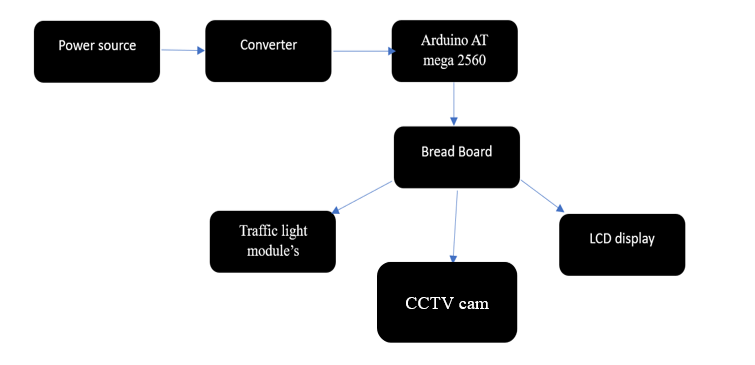 Power source
Converter
Arduino AT
mega 2560
Bread Board
Traffic light
module’s
CCTV cam
LCD display